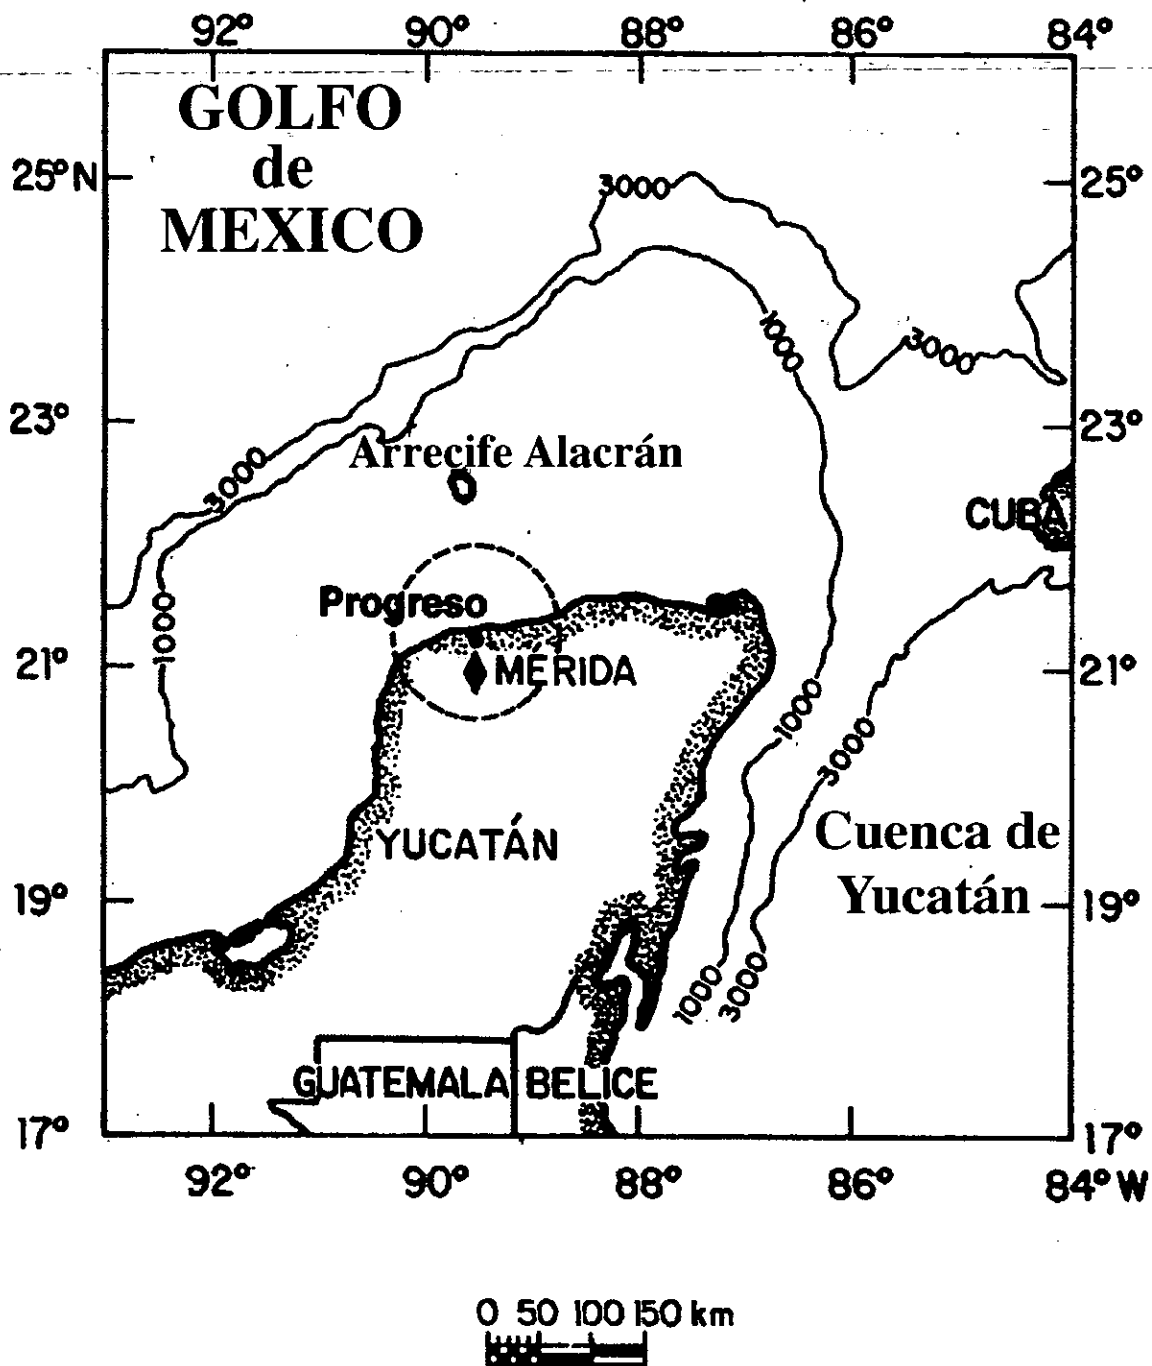 92° 90° 88° 86° 84°
GOLFO
de
MEXICO
25°N
25°
3000
1000
3000
23°
23°
Arrecife Alacrán
3000
CUBA
Progreso
1000
21°
MERIDA
21°
1000
3000
YUCATÁN
Cuenca de
Yucatán
19°
19°
1000
3000
GUATEMALA
BELICE
17°
17°
92° 90° 88° 86° 84° W
0 50 100 150 km